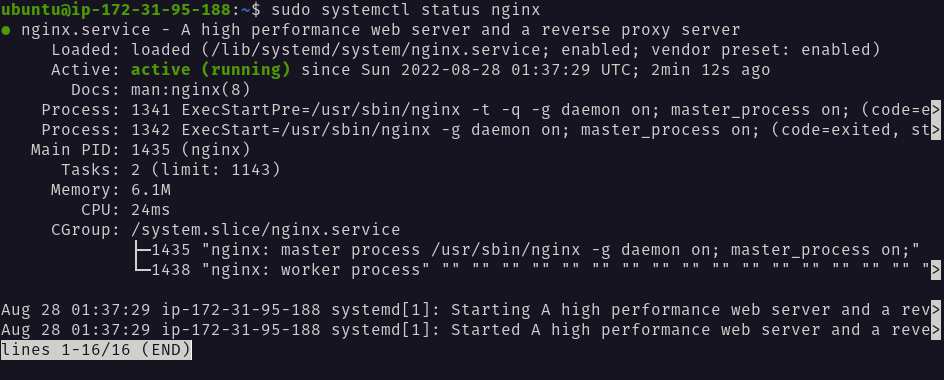 ubuntu@ip-172-31-95-188:~$ sudo systemctl status nginx
● nginx.service - A high performance web server and a reverse proxy server
     Loaded: loaded (/lib/systemd/system/nginx.service; enabled; vendor preset: enabled)
     Active: active (running) since Sun 2022-08-28 01:37:29 UTC; 2min 12s ago
       Docs: man:nginx(8)
    Process: 1341 ExecStartPre=/usr/sbin/nginx -t -q -g daemon on; master_process on; (code=e>
    Process: 1342 ExecStart=/usr/sbin/nginx -g daemon on; master_process on; (code=exited, st>
   Main PID: 1435 (nginx)
      Tasks: 2 (limit: 1143)
     Memory: 6.1M
        CPU: 24ms
     CGroup: /system.slice/nginx.service
             ├─1435 "nginx: master process /usr/sbin/nginx -g daemon on; master_process on;"
             └─1438 "nginx: worker process" "" "" "" "" "" "" "" "" "" "" "" "" "" "" "" "" ">

Aug 28 01:37:29 ip-172-31-95-188 systemd[1]: Starting A high performance web server and a rev>
Aug 28 01:37:29 ip-172-31-95-188 systemd[1]: Started A high performance web server and a reve>
lines 1-16/16 (END)